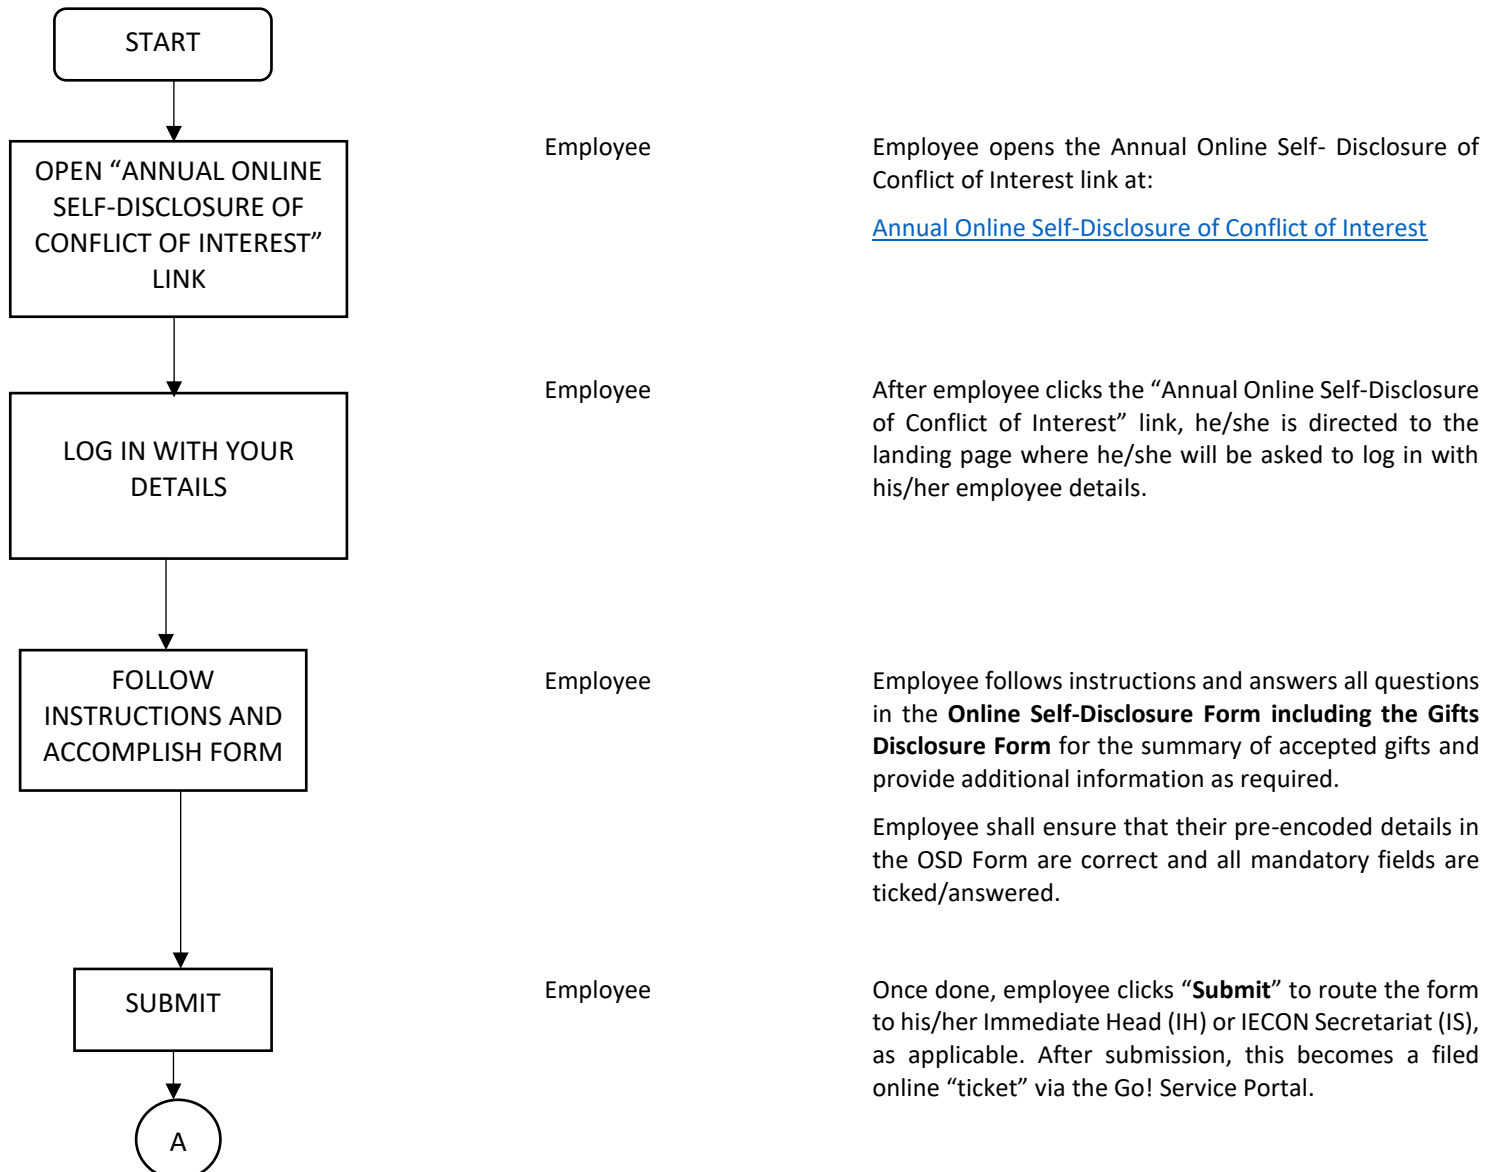 START
OPEN “ANNUAL ONLINE
SELF-DISCLOSURE OF
CONFLICT OF INTEREST”
LINK
Employee
Employee opens the Annual Online Self- Disclosure of
Conflict of Interest link at:
Annual Online Self-Disclosure of Conflict of Interest
LOG IN WITH YOUR
DETAILS
Employee
After employee clicks the “Annual Online Self-Disclosure
of Conflict of Interest” link, he/she is directed to the
landing page where he/she will be asked to log in with
his/her employee details.
FOLLOW
INSTRUCTIONS AND
ACCOMPLISH FORM
Employee
Employee follows instructions and answers all questions
in the Online Self-Disclosure Form including the Gifts
Disclosure Form for the summary of accepted gifts and
provide additional information as required.
Employee shall ensure that their pre-encoded details in
the OSD Form are correct and all mandatory fields are
ticked/answered.
SUBMIT
Employee
Once done, employee clicks “Submit” to route the form
to his/her Immediate Head (IH) or IECON Secretariat (IS),
as applicable. After submission, this becomes a filed
online “ticket” via the Go! Service Portal.
A